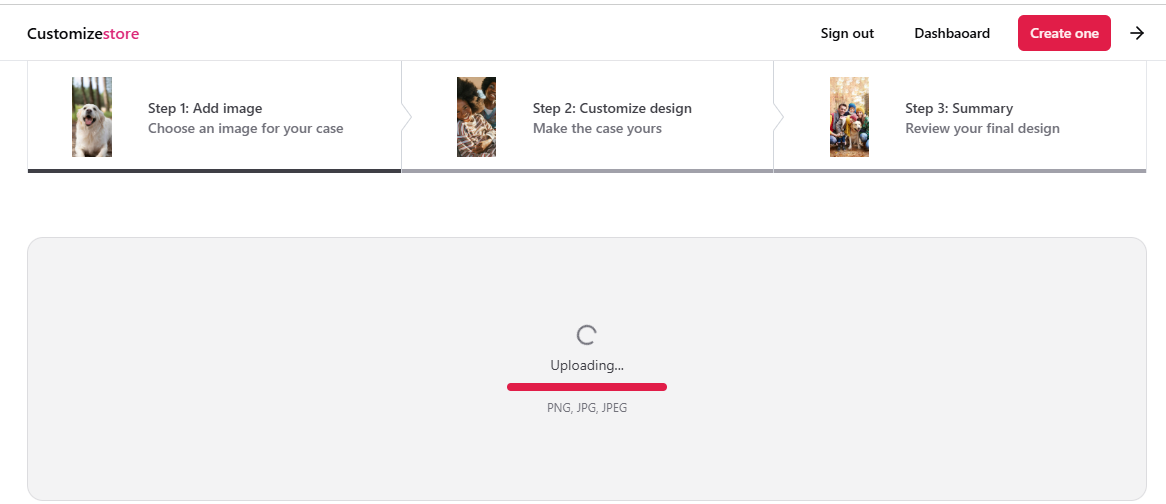 Customizestore
Sign out
Dashbaoard
Create one
Step 1: Add image
Choose an image for your case
Step 2: Customize design
Make the case yours
Step 3: Summary
Review your final design
Uploading...
PNG, JPG, JPEG